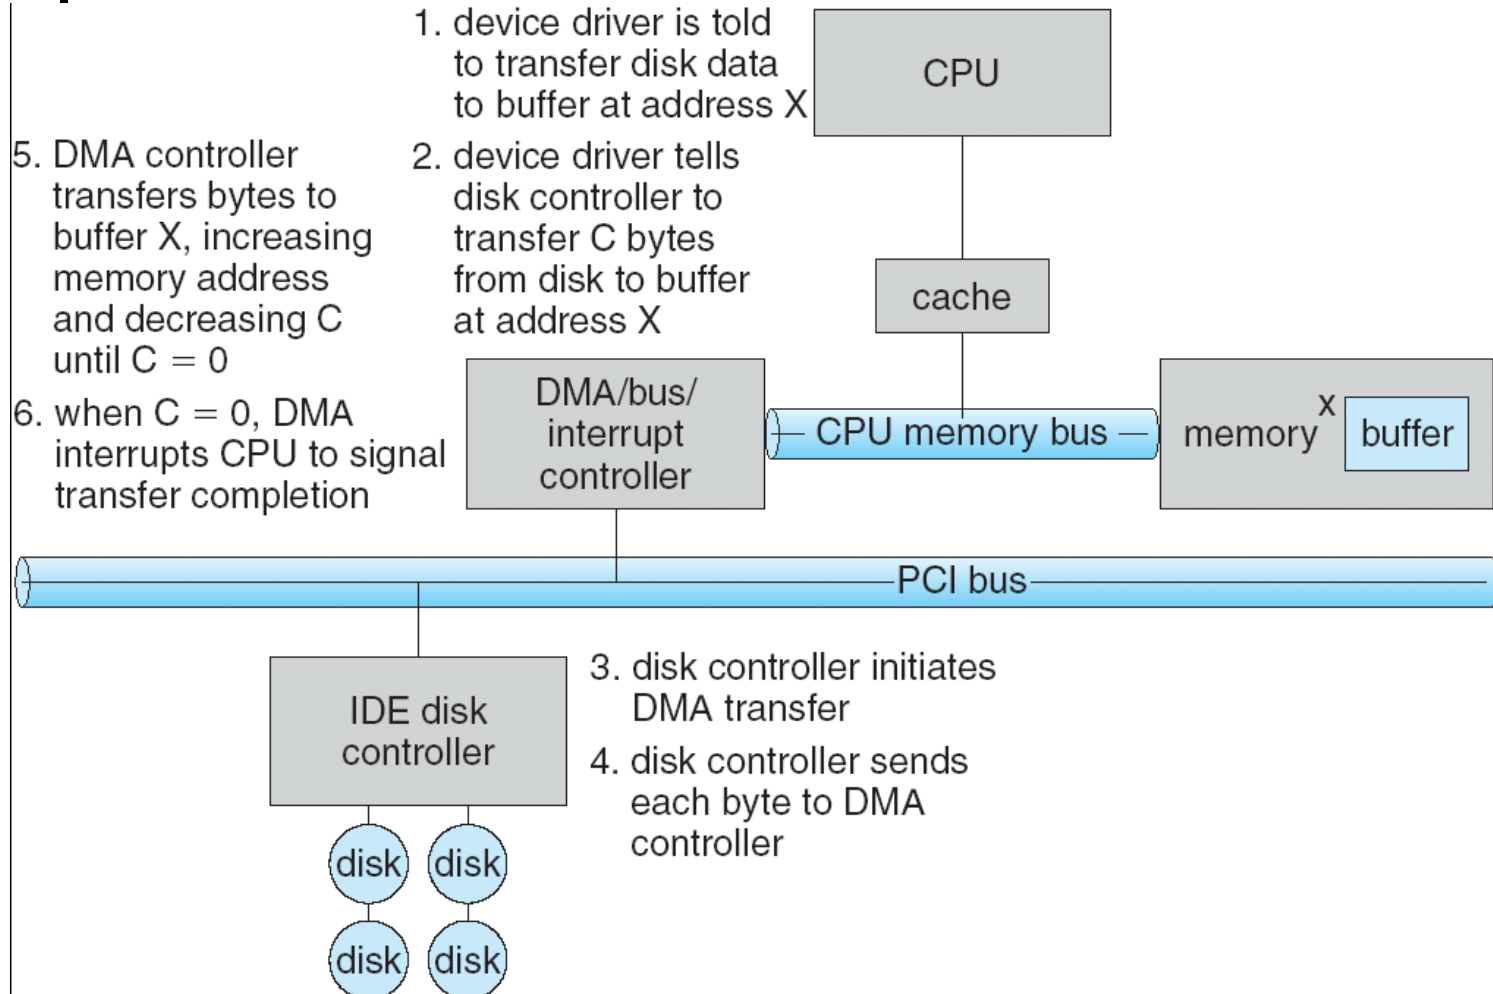 1. device driver is told
to transfer disk data
to buffer at address X
CPU
5. DMA controller
transfers bytes to
buffer X, increasing
memory address
and decreasing C
until C = 0
2. device driver tells
disk controller to
transfer C bytes
from disk to buffer
at address X
cache
6. when C = 0, DMA
interrupts CPU to signal
transfer completion
DMA/bus/
interrupt
controller
CPU memory bus
memory
x
buffer
PCI bus
IDE disk
controller
3. disk controller initiates
DMA transfer
4. disk controller sends
each byte to DMA
controller
disk
disk
disk
disk